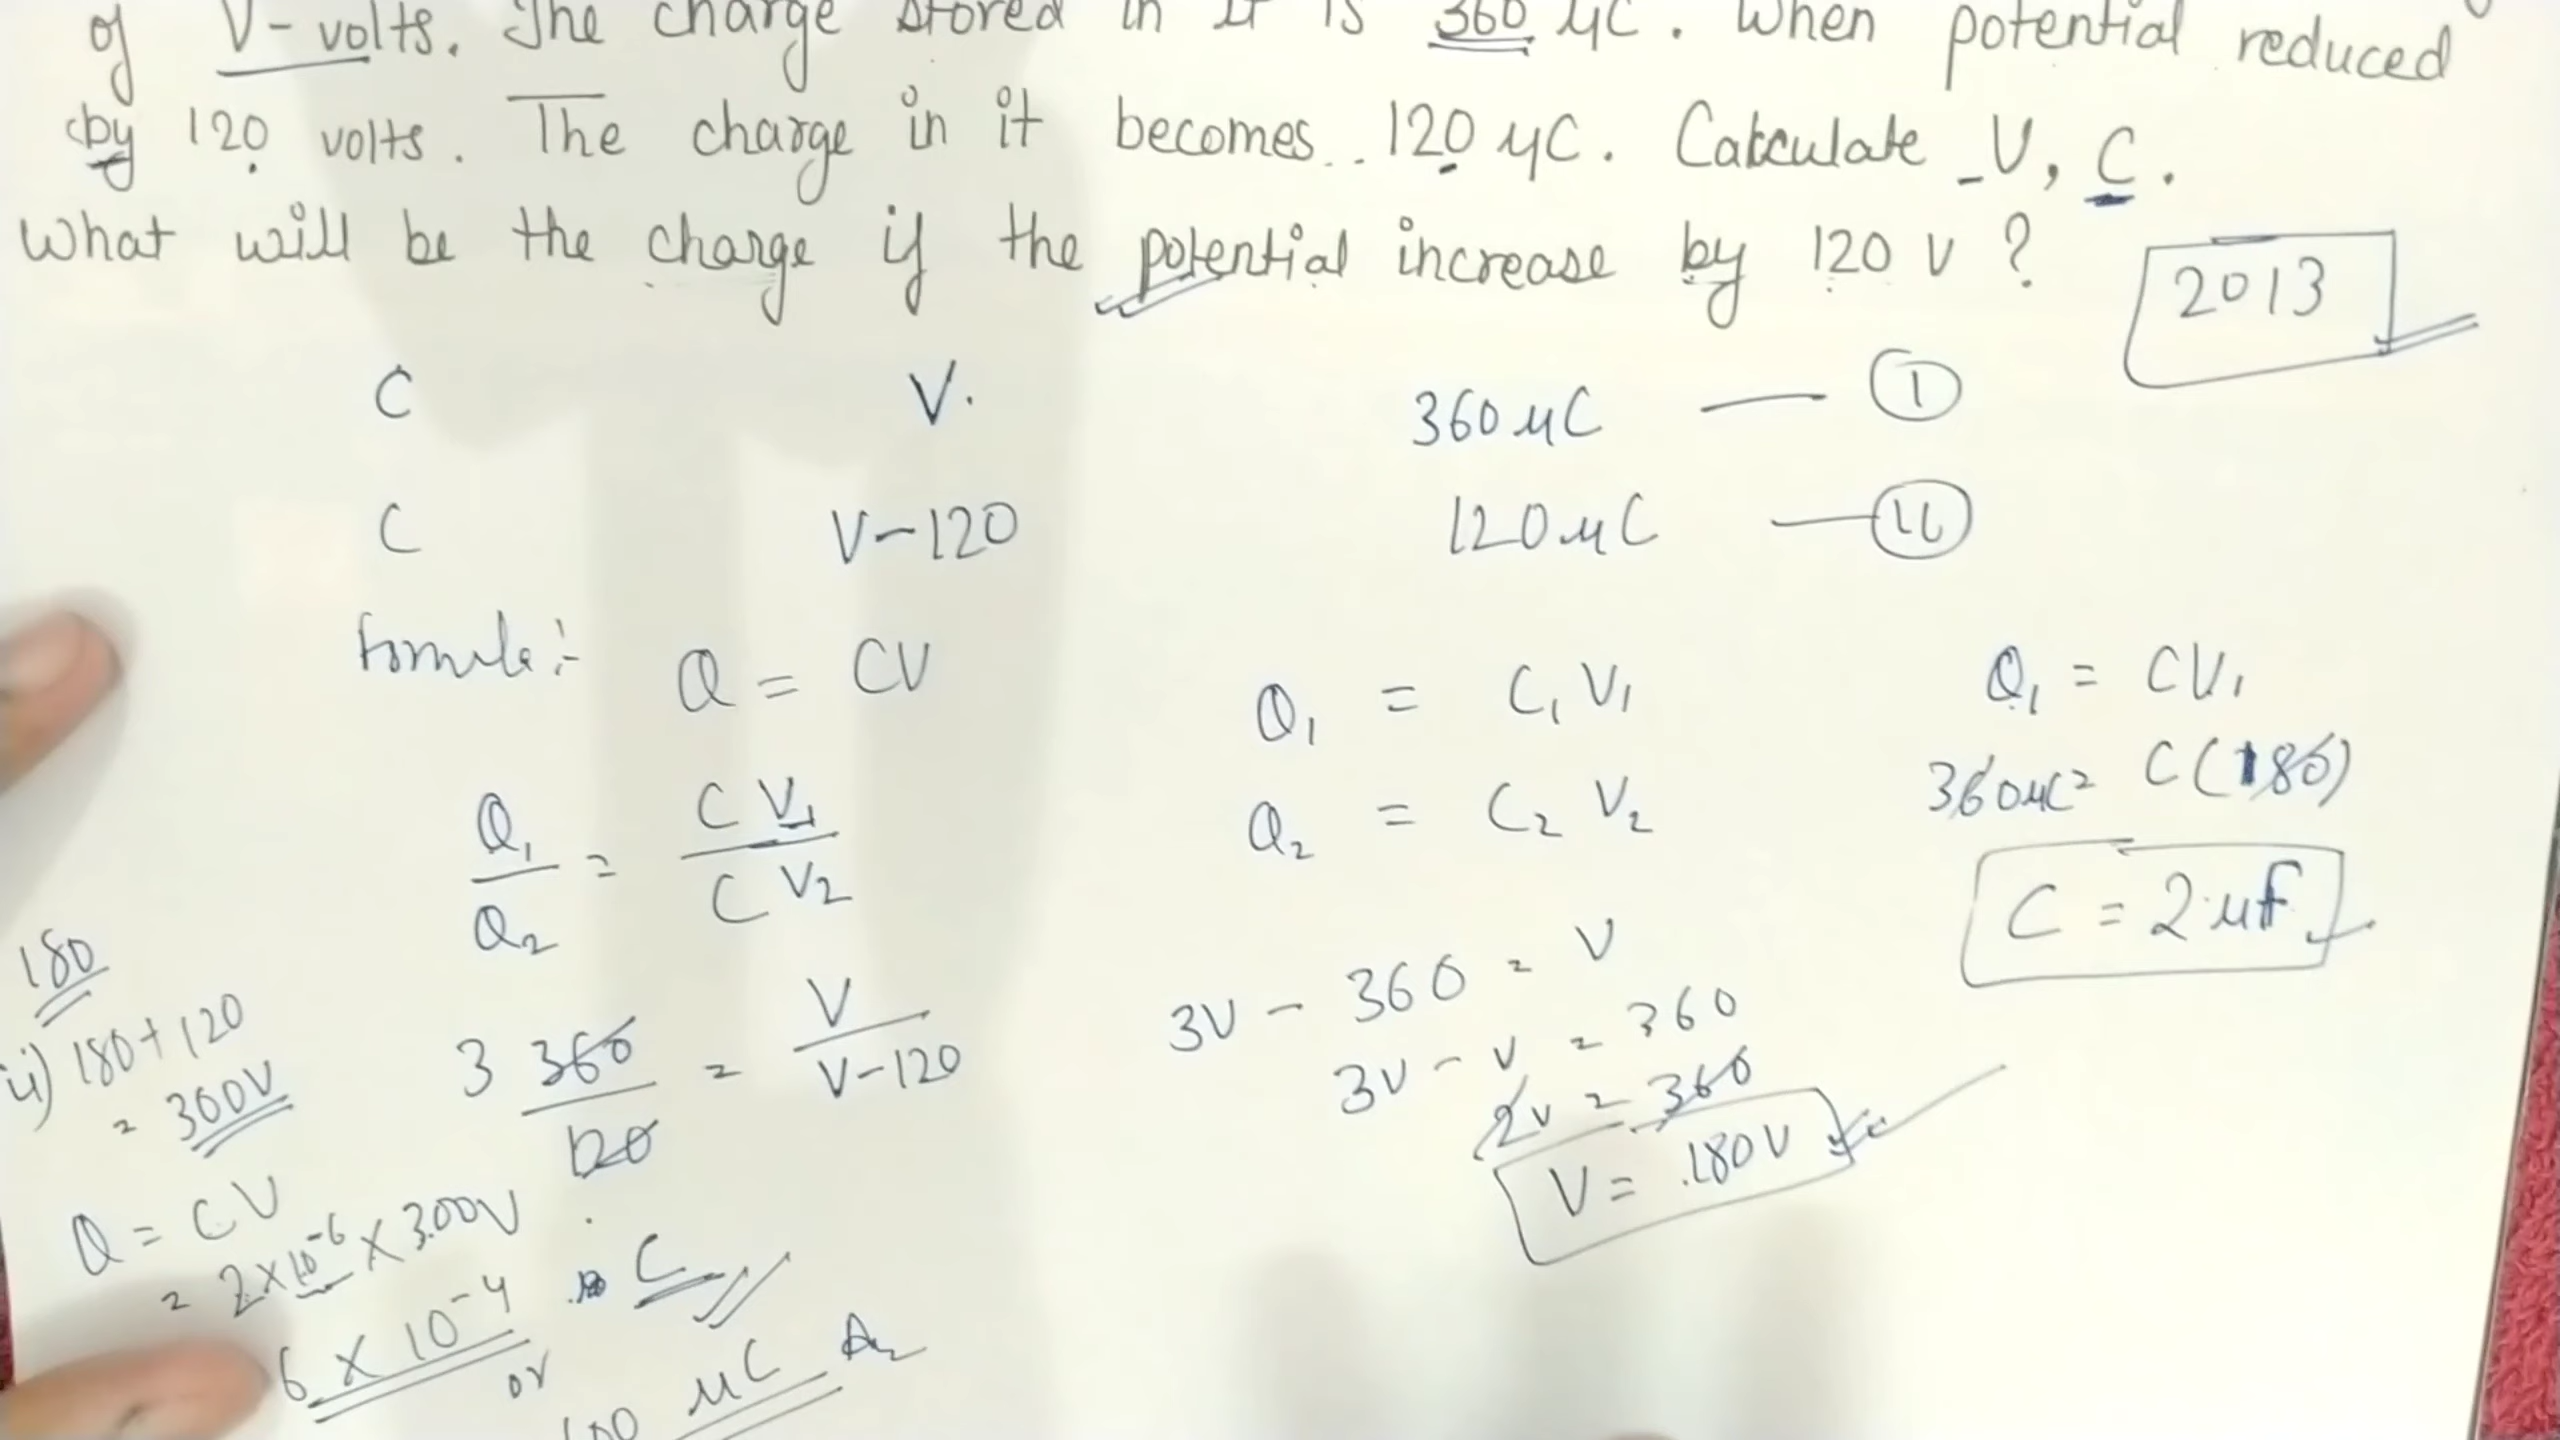 of V-volts. The charge stored in it is 360 μC. When potential reduced
by 120 volts. The charge in it becomes.. 120 μC. Calculate V, C.
What will be the charge if the potential increase by 120 V ?
2013
C V. 360 μC — I
C V-120 120 μC — II
Formula :-
Q = CV
Q₁ = C₁ V₁
Q₂ = C₂ V₂
Q₁/Q₂ = C V₁/C V₂
3 360/120 = V/V-120
3V - 360 = V
3V - V = 360
2V = 360
V = 180V
Q₁ = CV₁
360μC = C(180)
C = 2 μF
180
ii) 180+120
= 300V
Q = CV
= 2×10⁻⁶ × 300V
6 × 10⁻⁴ C
or
μC